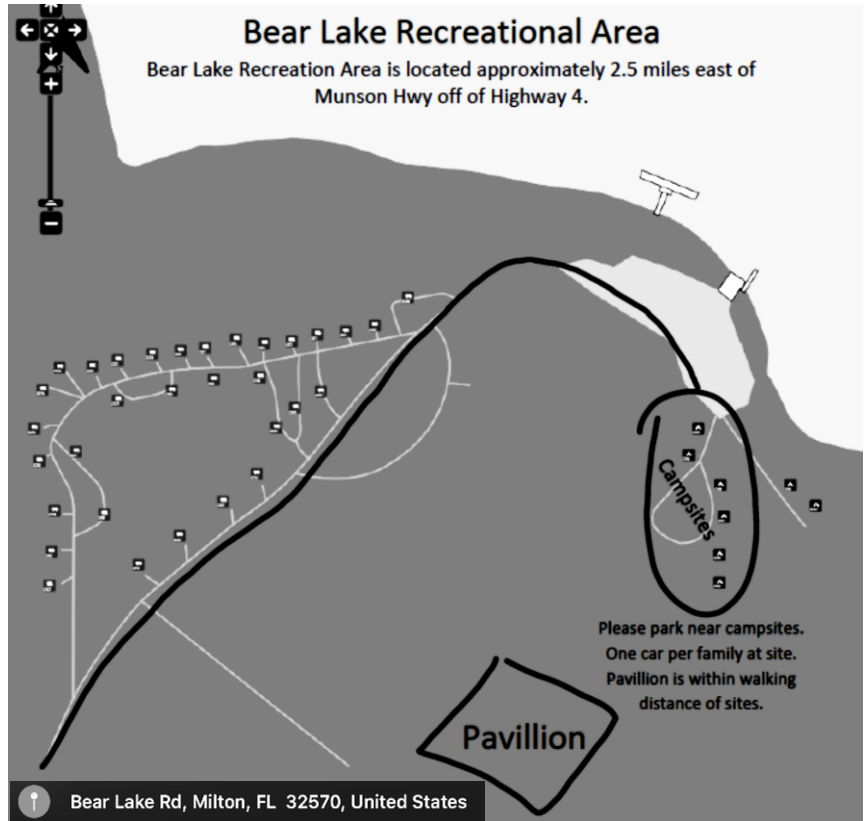 Bear Lake Recreational Area
Bear Lake Recreation Area is located approximately 2.5 miles east of
Munson Hwy off of Highway 4.
Campsites
Please park near campsites.
One car per family at site.
Pavillion is within walking
distance of sites.
Pavillion
Bear Lake Rd, Milton, FL 32570, United States